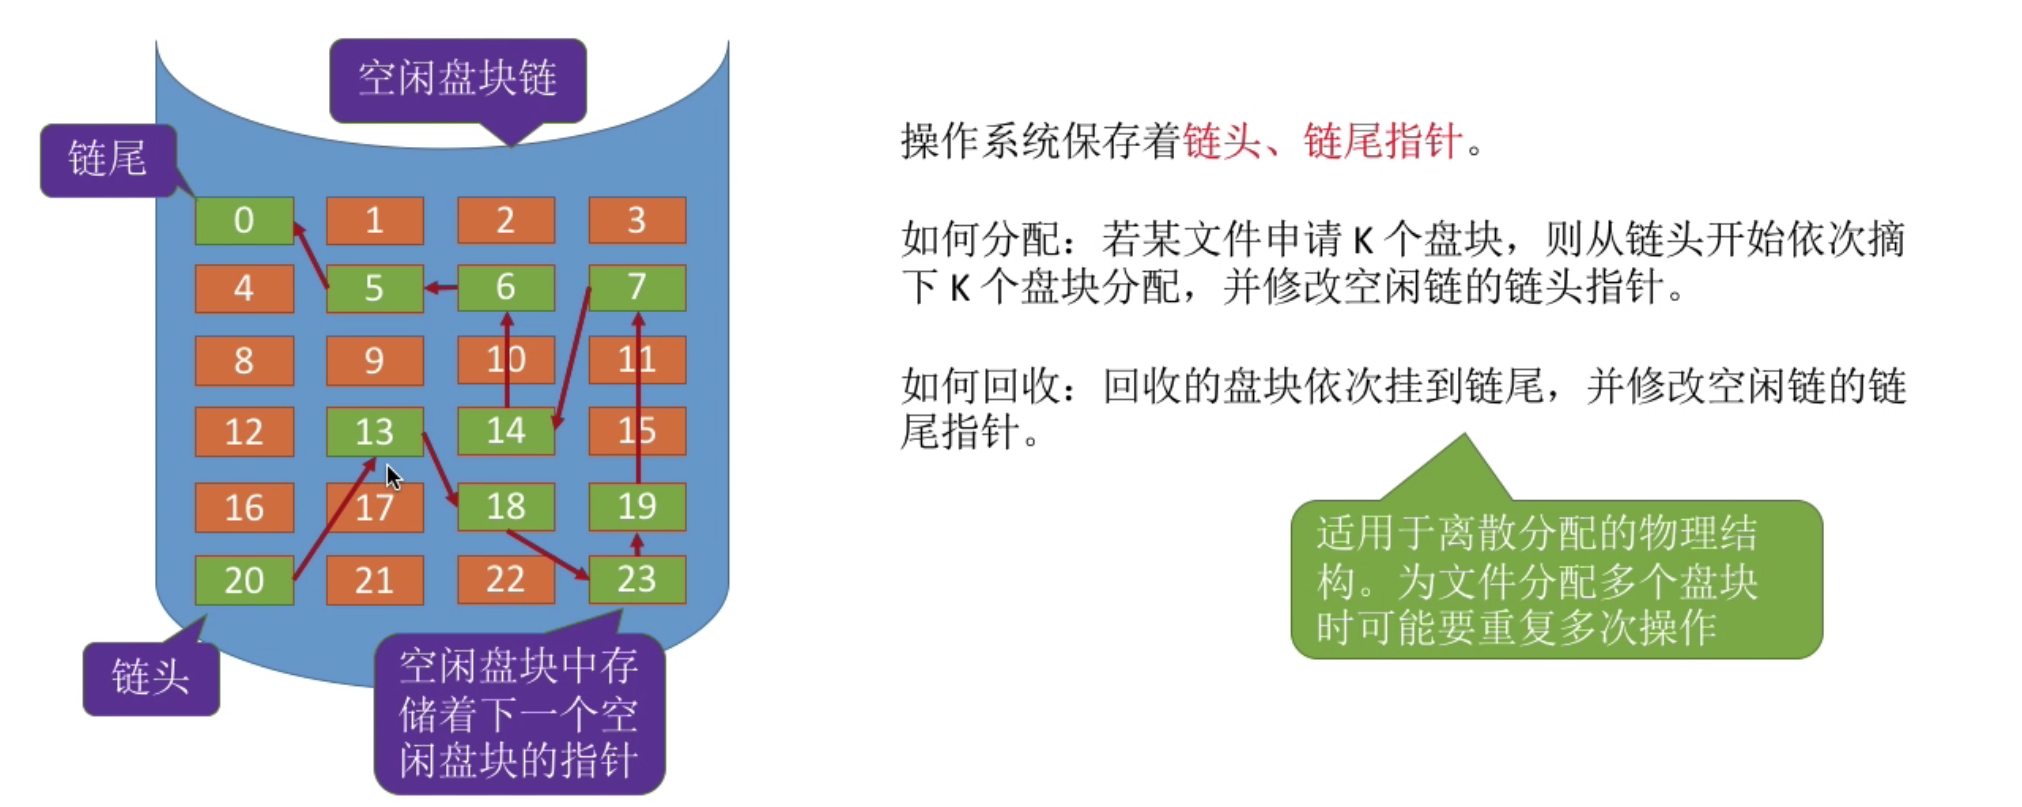 空闲盘块链
链尾
0 1 2 3
4 5 6 7
8 9 10 11
12 13 14 15
16 17 18 19
20 21 22 23
链头
空闲盘块中存
储着下一个空
闲盘块的指针
操作系统保存着链头、链尾指针。
如何分配：若某文件申请 K 个盘块，则从链头开始依次摘
下 K 个盘块分配，并修改空闲链的链头指针。
如何回收：回收的盘块依次挂到链尾，并修改空闲链的链
尾指针。
适用于离散分配的物理结
构。为文件分配多个盘块
时可能要重复多次操作